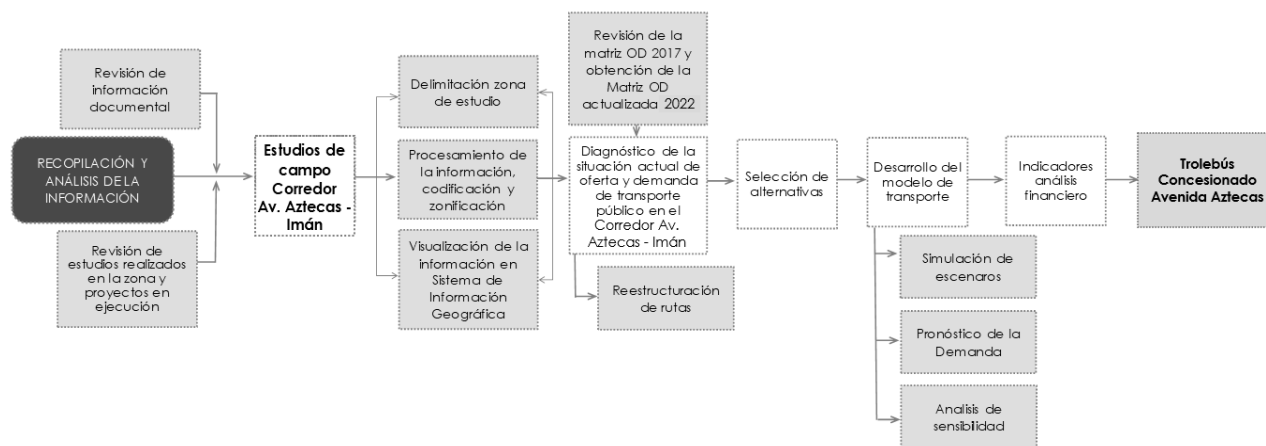 Revisión de
información
documental
RECOPILACIÓN Y
ANÁLISIS DE LA
INFORMACIÓN
Revisión de
estudios realizados
en la zona y
proyectos en
ejecución
Estudios de
campo
Corredor
Av. Aztecas -
Imán
Delimitación zona
de estudio
Procesamiento de
la información,
codificación y
zonificación
Visualización de la
información en
Sistema de
Información
Geográfica
Revisión de la
matriz OD 2017 y
obtención de la
Matriz OD
actualizada 2022
Diagnóstico de la
situación actual de
oferta y demanda
de transporte
público en el
Corredor Av.
Aztecas - Imán
Reestructuración
de rutas
Selección de
alternativas
Desarrollo del
modelo de
transporte
Simulación de
escenaros
Pronóstico de la
Demanda
Analisis de
sensibilidad
Indicadores
análisis
financiero
Trolebús
Concesionado
Avenida Aztecas